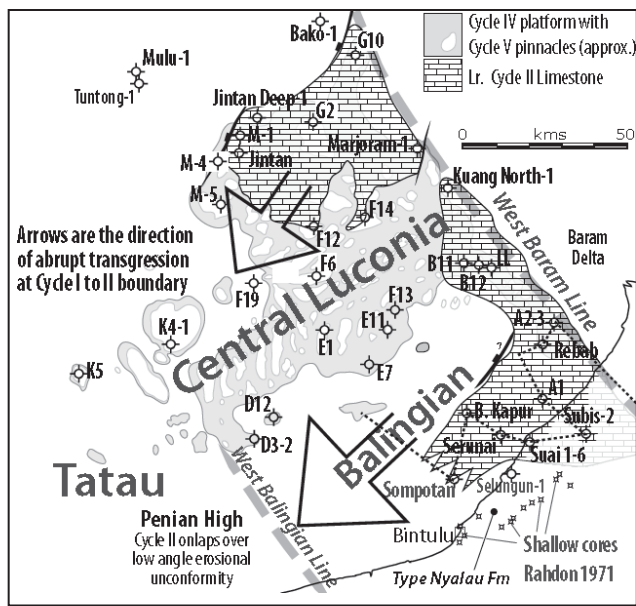 Bako-1
G10
Cycle IV platform with
Cycle V pinnacles (approx.)
Lr. Cycle II Limestone
0 kms 50
Mulu-1
Tuntong-1
Jintan Deep-1
G2
M-1
Marjoram-1
Jintan
M-4
M-5
Kuang North-1
West Baram Line
Baram
Delta
Arrows are the direction
of abrupt transgression
at Cycle I to II boundary
F14
F12
F6
B11
LL
B12
F19
Central Luconia
F13
E11
A2-3
Rebab
K4-1
E1
E7
K5
A1
D12
B. Kapur
Subis-2
D3-2
Balingian
Serunai
Suai 1-6
Tatau
West Balingian Line
Sompotan
Selungun-1
Penian High
Cycle II onlaps over
low angle erosional
unconformity
Bintulu
Shallow cores
Rahdon 1971
Type Nyalau Fm
?